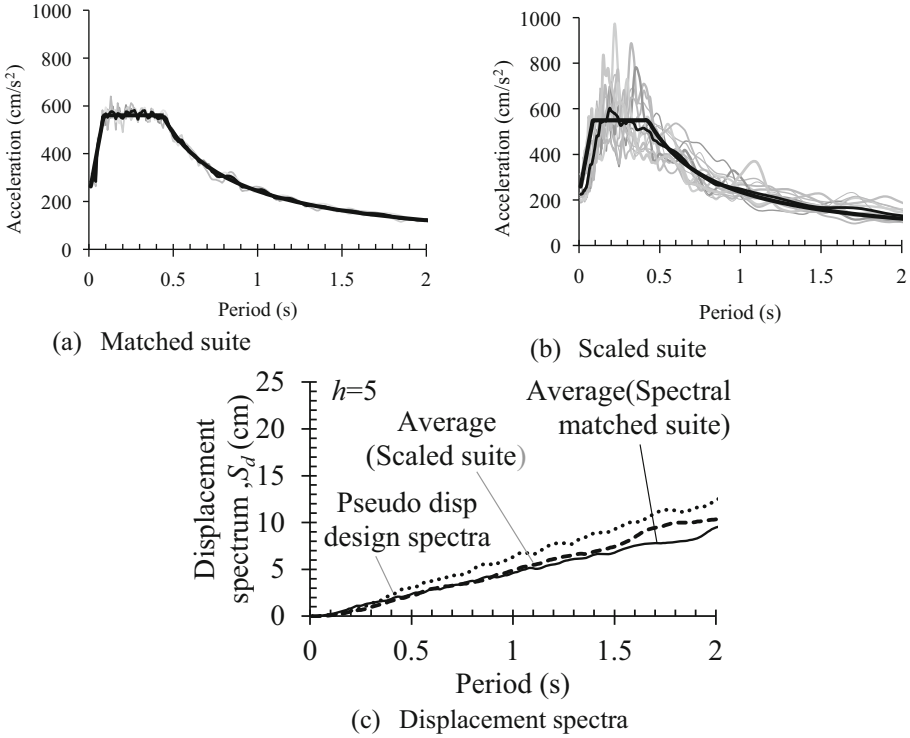 1000
800
600
400
200
0
Acceleration (cm/s²)
0 0.5 1 1.5 2
Period (s)
(a) Matched suite
1000
800
600
400
200
0
Acceleration (cm/s²)
0 0.5 1 1.5 2
Period (s)
(b) Scaled suite
25
20
15
10
5
0
Displacement
spectrum ,S_d (cm)
h=5
Average
(Scaled suite)
Average(Spectral
matched suite)
Pseudo disp
design spectra
0 0.5 1 1.5 2
Period (s)
(c) Displacement spectra